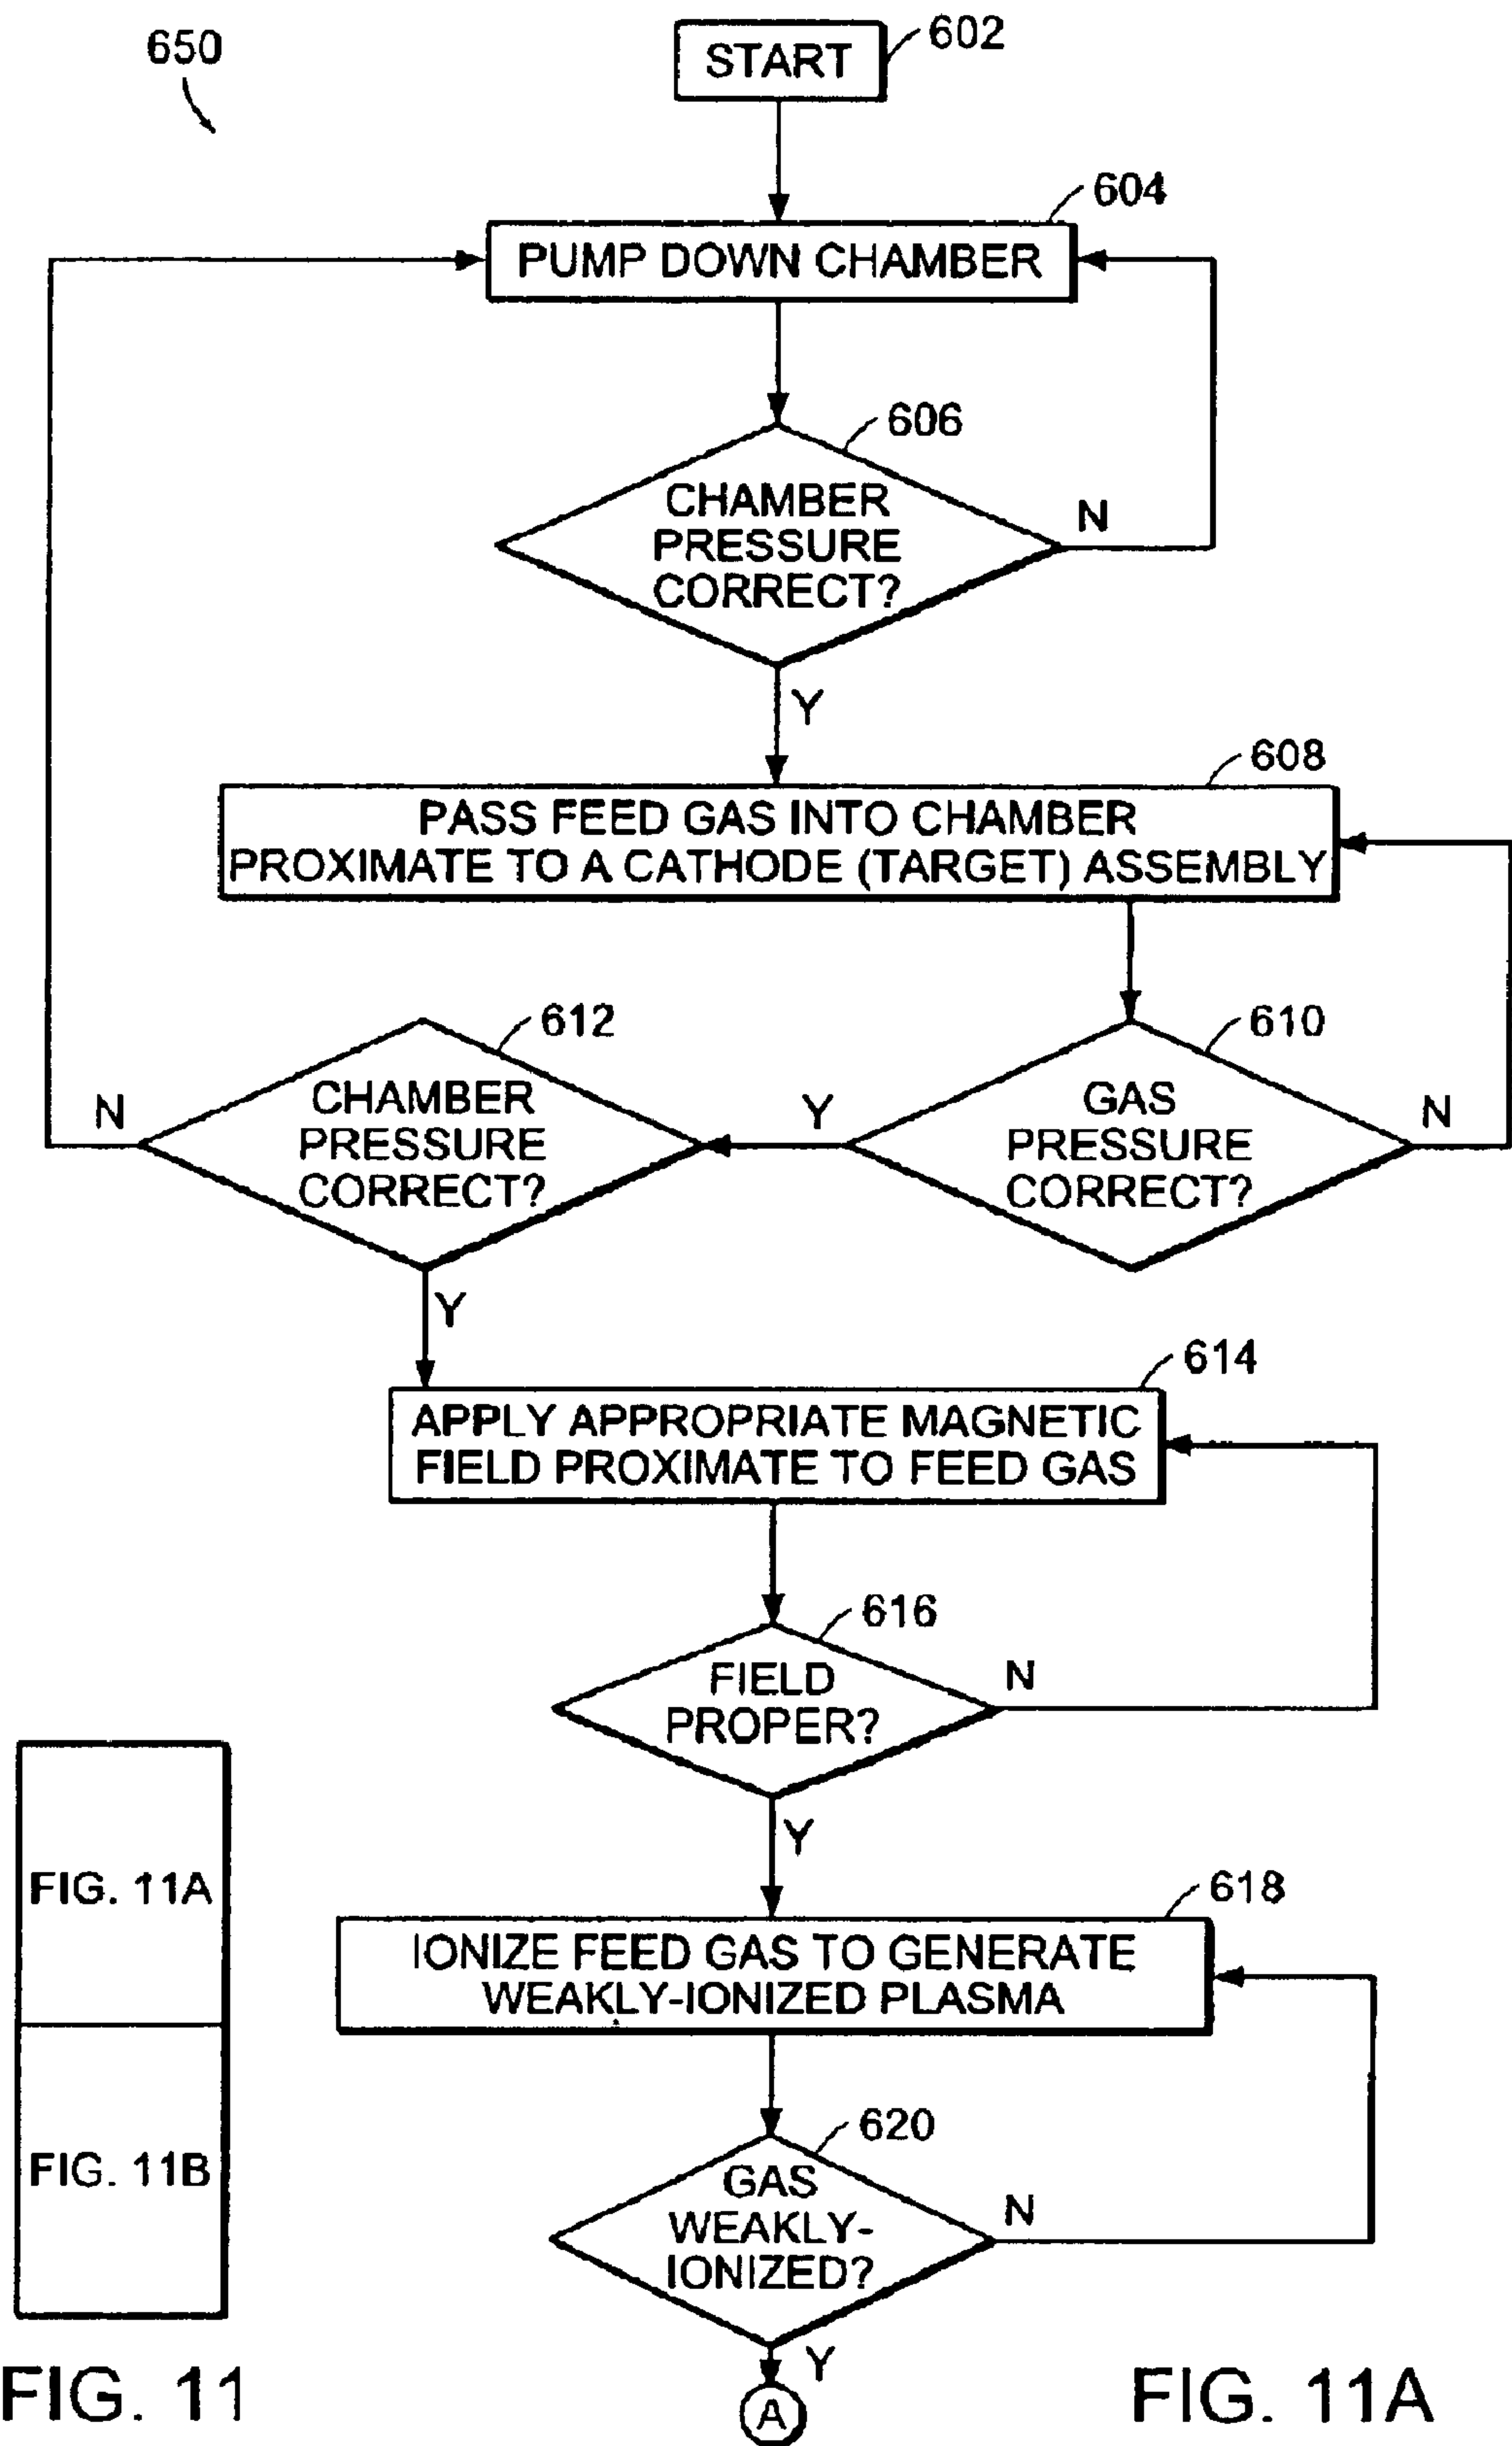 650
START
602
604
PUMP DOWN CHAMBER
606
CHAMBER
PRESSURE
CORRECT?
N
Y
608
PASS FEED GAS INTO CHAMBER
PROXIMATE TO A CATHODE (TARGET) ASSEMBLY
612
CHAMBER
PRESSURE
CORRECT?
N
Y
610
GAS
PRESSURE
CORRECT?
N
Y
614
APPLY APPROPRIATE MAGNETIC
FIELD PROXIMATE TO FEED GAS
616
FIELD
PROPER?
N
Y
618
IONIZE FEED GAS TO GENERATE
WEAKLY-IONIZED PLASMA
620
GAS
WEAKLY-
IONIZED?
N
Y
A
FIG. 11A
FIG. 11B
FIG. 11
FIG. 11A